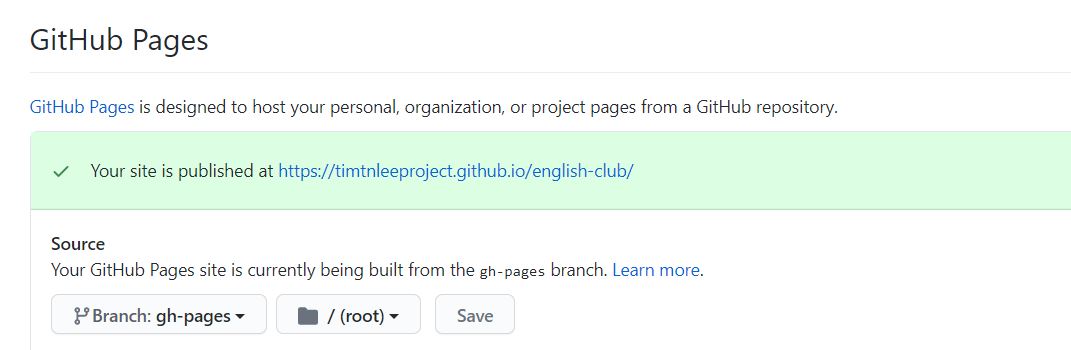 GitHub Pages
GitHub Pages is designed to host your personal, organization, or project pages from a GitHub repository.
Your site is published at https://timtnleeproject.github.io/english-club/
Source
Your GitHub Pages site is currently being built from the gh-pages branch. Learn more.
Branch: gh-pages / (root) Save